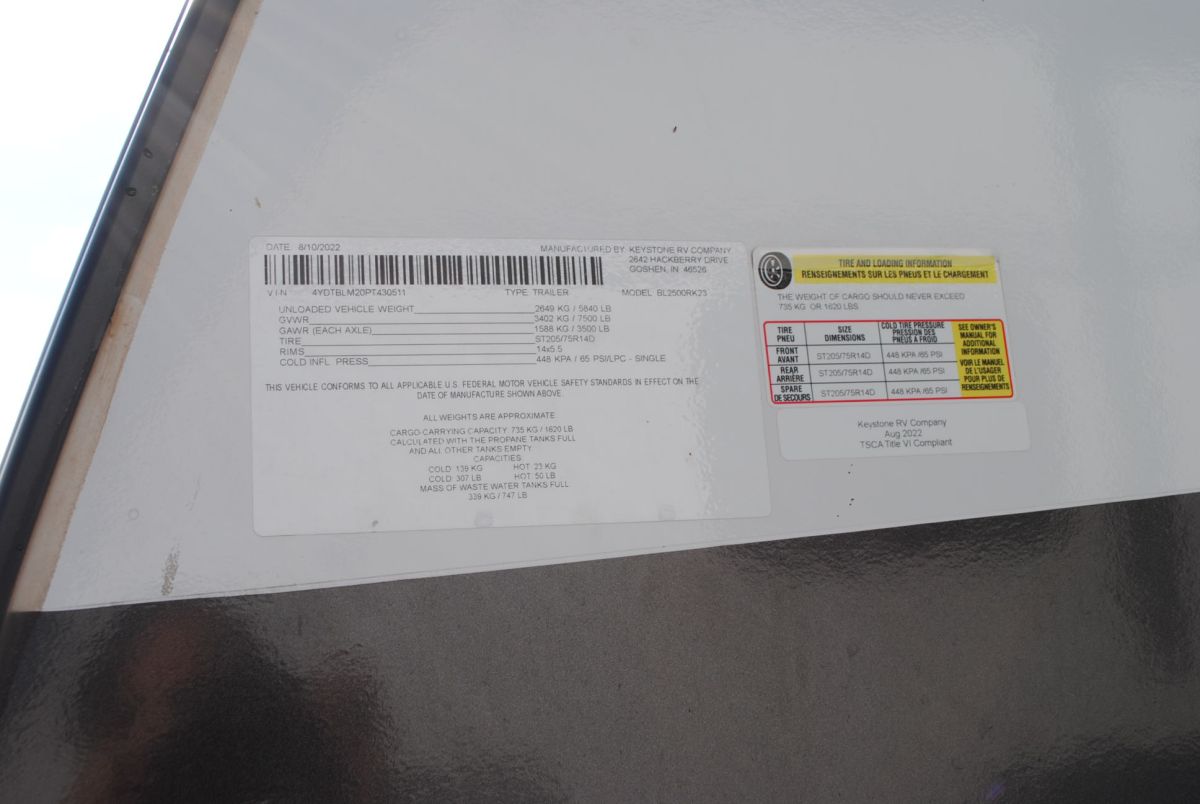 DATE: 8/10/2022
MANUFACTURED BY: KEYSTONE RV COMPANY
2642 HACKBERRY DRIVE
GOSHEN, IN 46526
V I N 4YDTBLM20PT430511 TYPE: TRAILER MODEL: BL2500RK23
UNLOADED VEHICLE WEIGHT 2649 KG / 5840 LB
GVWR 3402 KG / 7500 LB
GAWR (EACH AXLE) 1588 KG / 3500 LB
TIRE ST205/75R14D
RIMS 14x5.5
COLD INFL. PRESS 448 KPA / 65 PSI/LPC - SINGLE
THIS VEHICLE CONFORMS TO ALL APPLICABLE U.S. FEDERAL MOTOR VEHICLE SAFETY STANDARDS IN EFFECT ON THE
DATE OF MANUFACTURE SHOWN ABOVE.
ALL WEIGHTS ARE APPROXIMATE
CARGO CARRYING CAPACITY: 735 KG / 1620 LB
CALCULATED WITH THE PROPANE TANKS FULL
AND ALL OTHER TANKS EMPTY.
CAPACITIES
COLD: 139 KG HOT: 23 KG
COLD: 307 LB HOT: 50 LB
MASS OF WASTE WATER TANKS FULL
339 KG / 747 LB
TIRE AND LOADING INFORMATION
RENSEIGNEMENTS SUR LES PNEUS ET LE CHARGEMENT
THE WEIGHT OF CARGO SHOULD NEVER EXCEED
735 KG OR 1620 LBS
TIRE
PNEU
SIZE
DIMENSIONS
COLD TIRE PRESSURE
PRESSION DES
PNEUS À FROID
FRONT
AVANT
ST205/75R14D
448 KPA /65 PSI
REAR
ARRIÈRE
ST205/75R14D
448 KPA /65 PSI
SPARE
DE SECOURS
ST205/75R14D
448 KPA /65 PSI
SEE OWNER'S
MANUAL FOR
ADDITIONAL
INFORMATION
VOIR LE MANUEL
DE L'USAGER
POUR PLUS DE
RENSEIGNEMENTS
Keystone RV Company
Aug 2022
TSCA Title VI Compliant